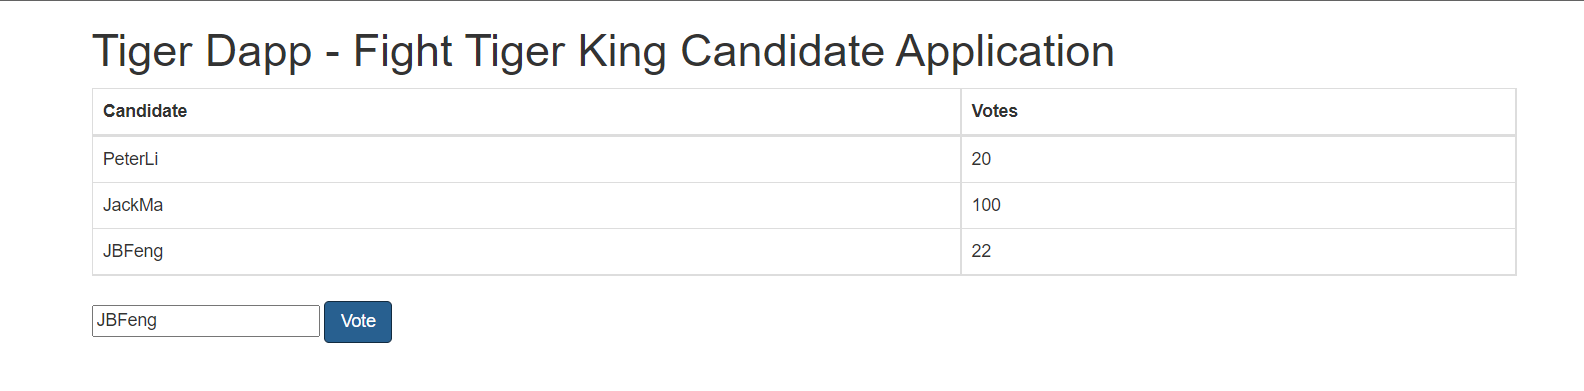 Tiger Dapp - Fight Tiger King Candidate Application
Candidate Votes
PeterLi 20
JackMa 100
JBFeng 22
JBFeng Vote